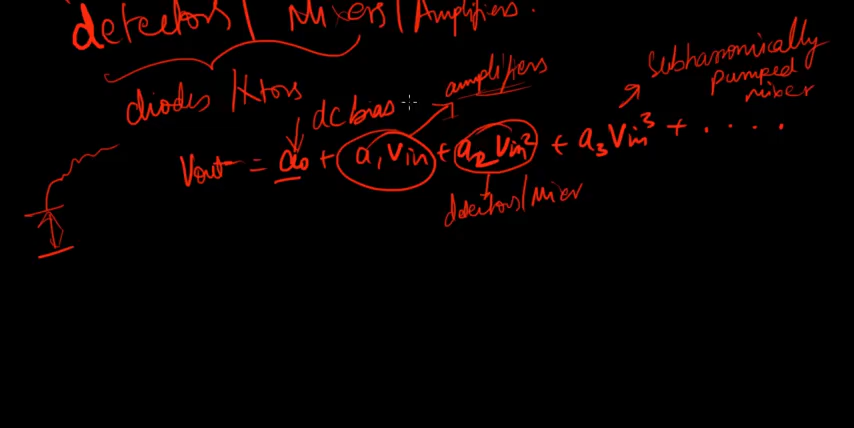 detectors / Mixers / Amplifiers.
diodes / Xtors
dc bias
amplifiers
Subharmonically
pumped
mixer
Vout = a0 + a1 Vin + a2 Vin² + a3 Vin³ + . . . .
detectors / Mixer